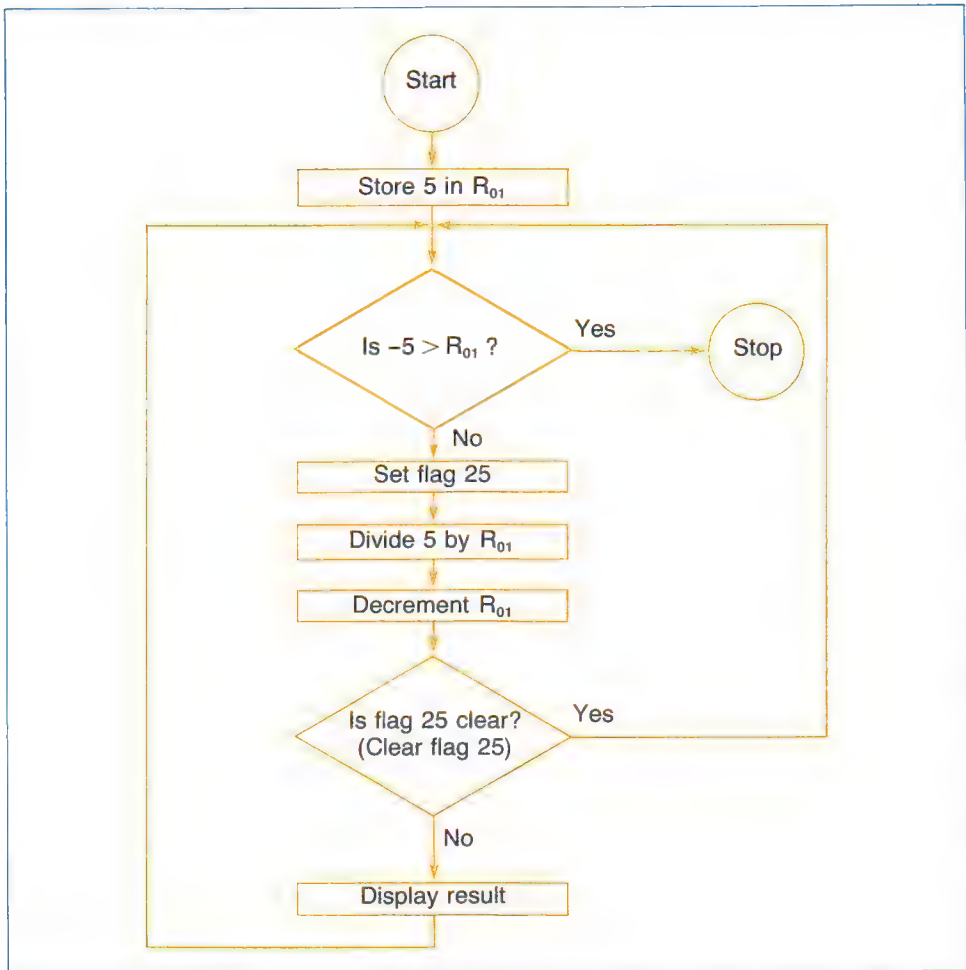 Start
Store 5 in R₀₁
Is –5 > R₀₁ ?
Yes
Stop
No
Set flag 25
Divide 5 by R₀₁
Decrement R₀₁
Is flag 25 clear?
(Clear flag 25)
Yes
No
Display result